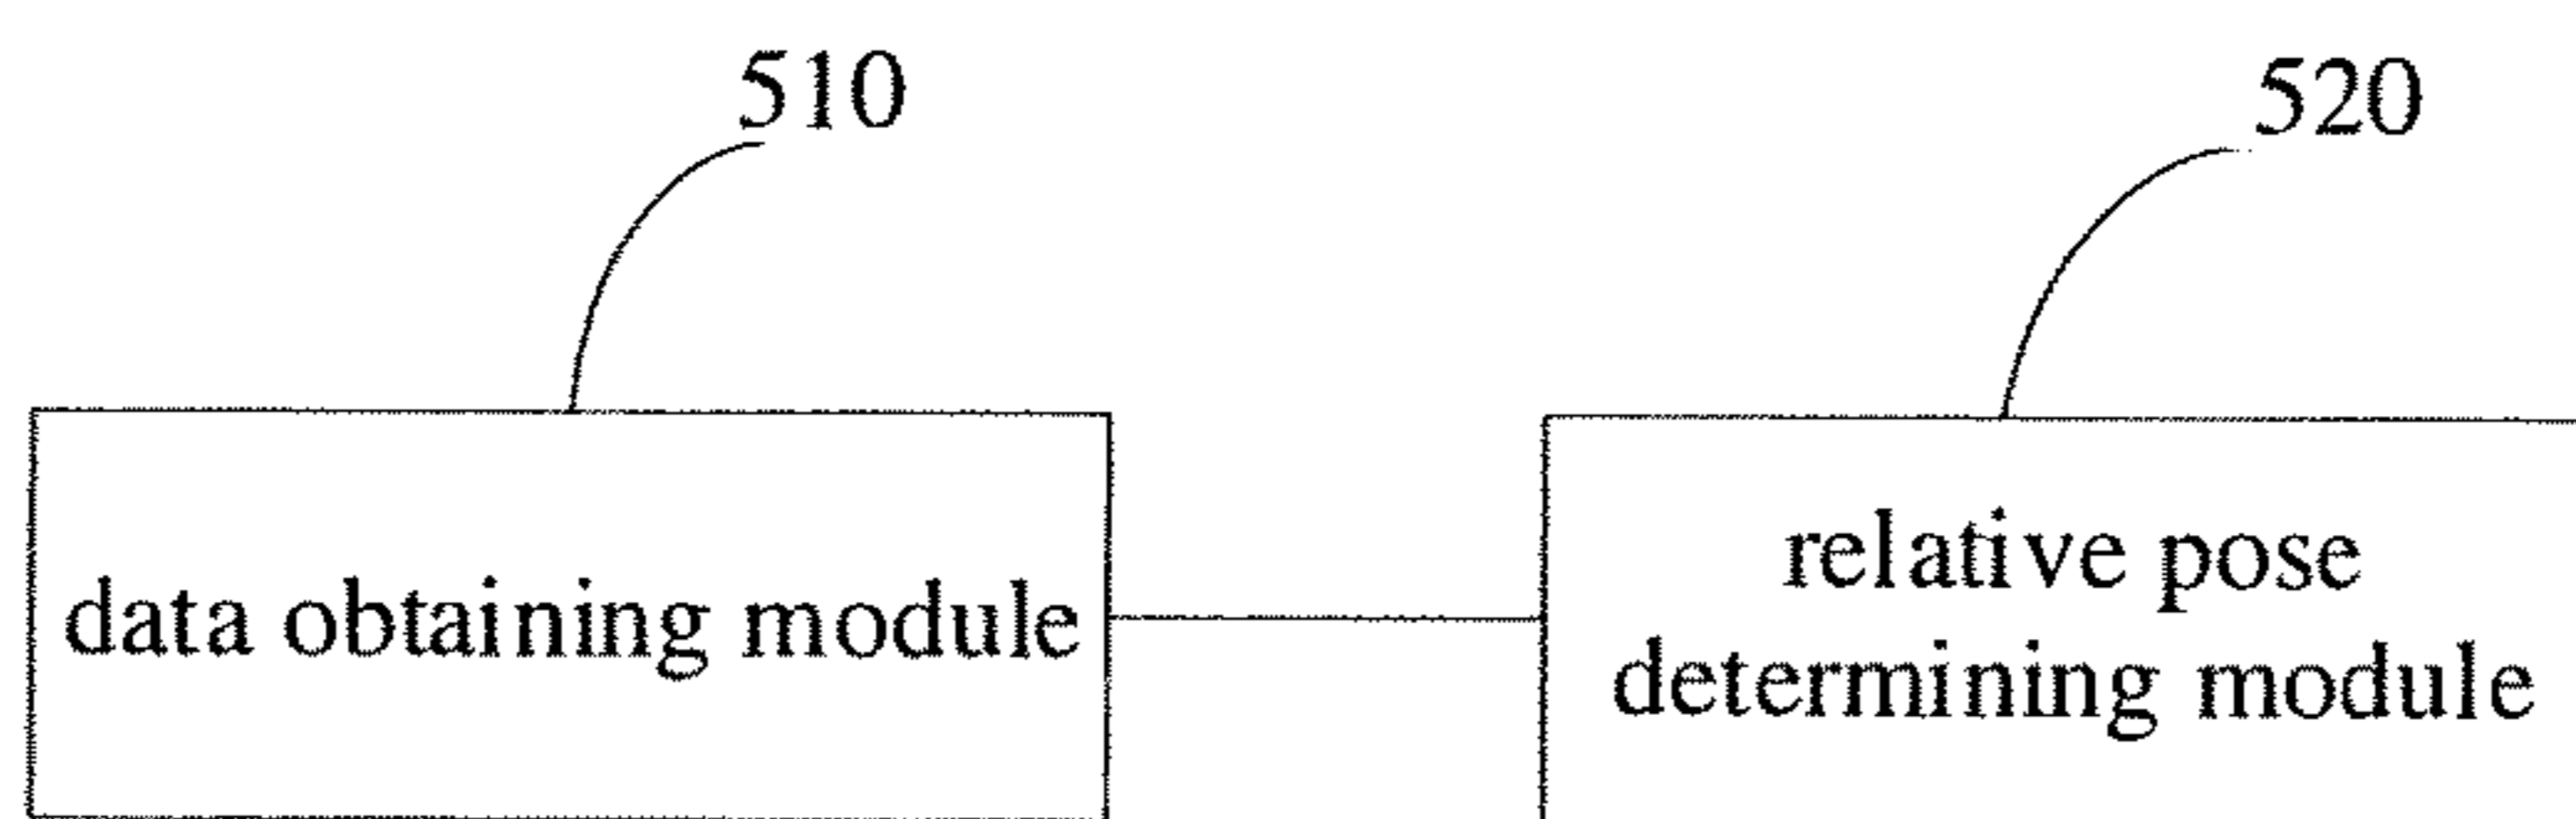 510
520
data obtaining module
relative pose
determining module